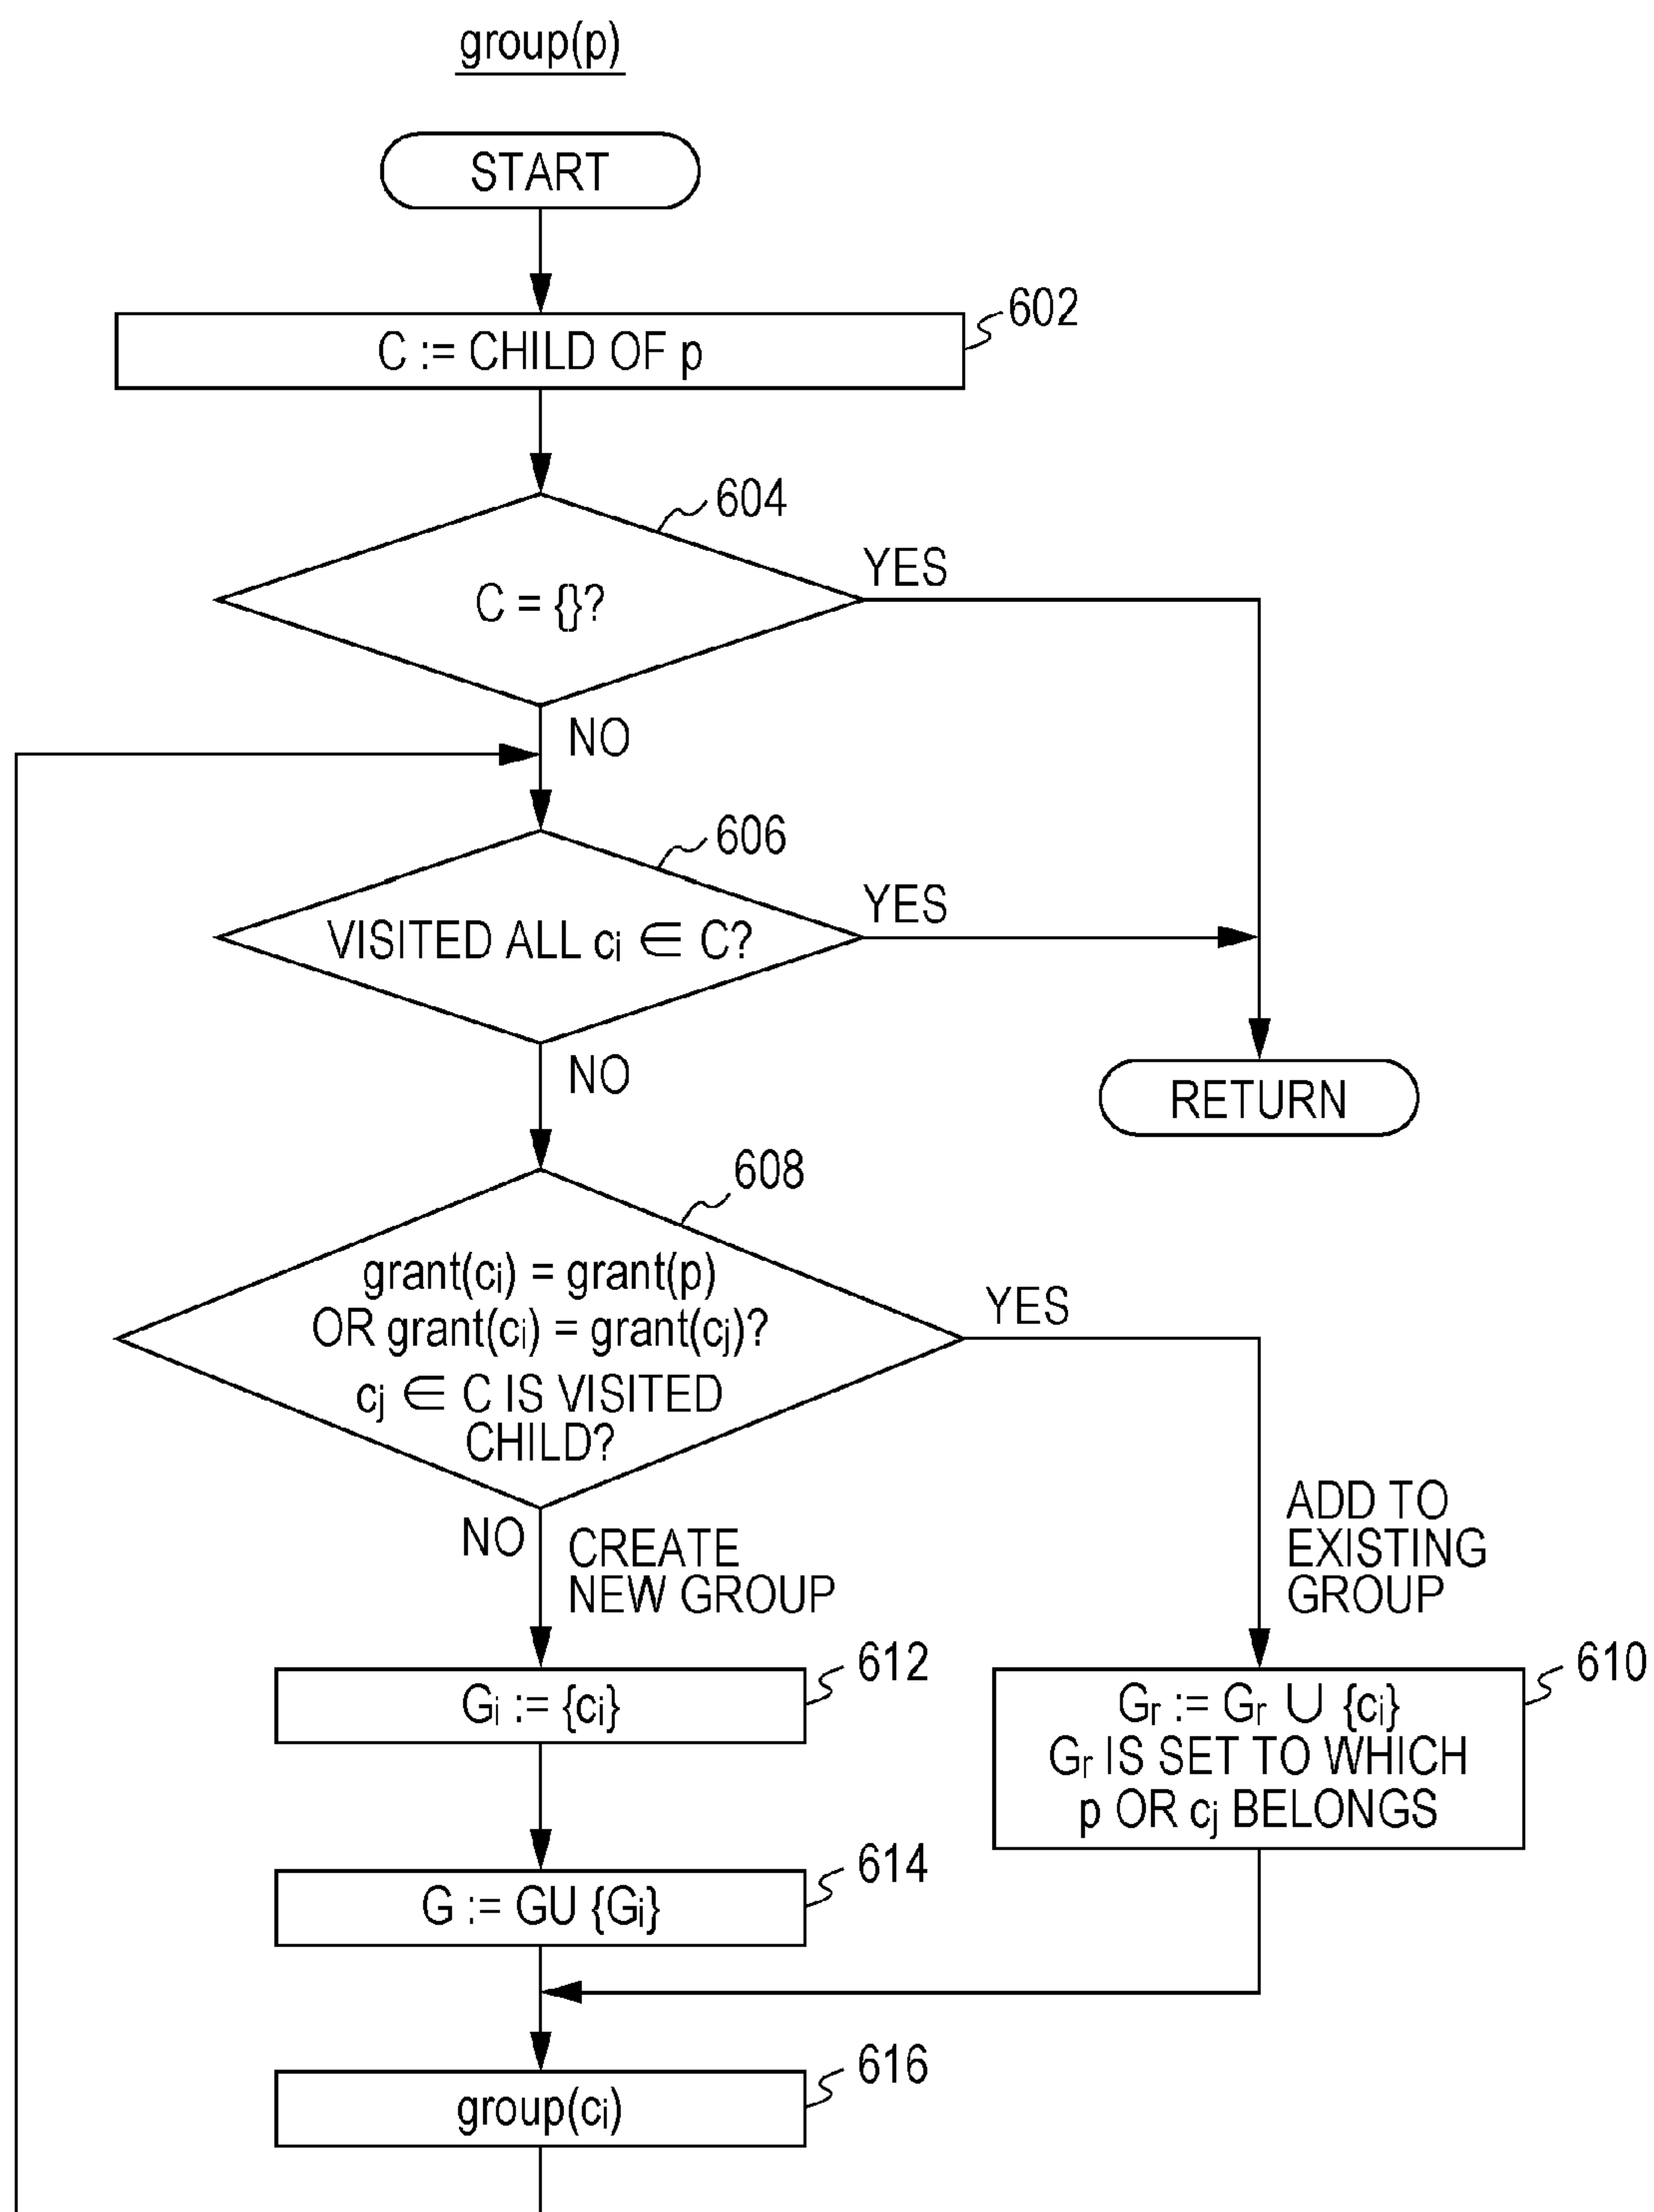 group(p)
START
602
C := CHILD OF p
604
C = {}?
YES
NO
606
VISITED ALL ci ∈ C?
YES
NO
RETURN
608
grant(ci) = grant(p)
OR grant(ci) = grant(cj)?
cj ∈ C IS VISITED
CHILD?
YES
NO
CREATE
NEW GROUP
ADD TO
EXISTING
GROUP
612
Gi := {ci}
610
Gr := Gr ∪ {ci}
Gr IS SET TO WHICH
p OR cj BELONGS
614
G := GU {Gi}
616
group(ci)